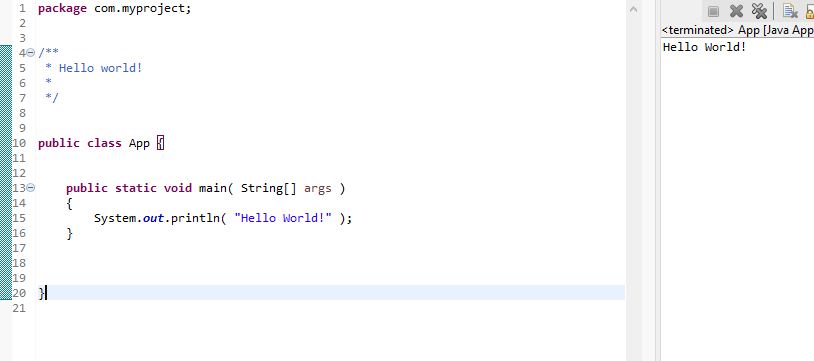 1 package com.myproject;
2
3
4 /**
5  * Hello world!
6  *
7  */
8
9
10 public class App {
11
12
13     public static void main( String[] args )
14     {
15         System.out.println( "Hello World!" );
16     }
17
18
19
20 }
21
<terminated> App [Java App
Hello World!